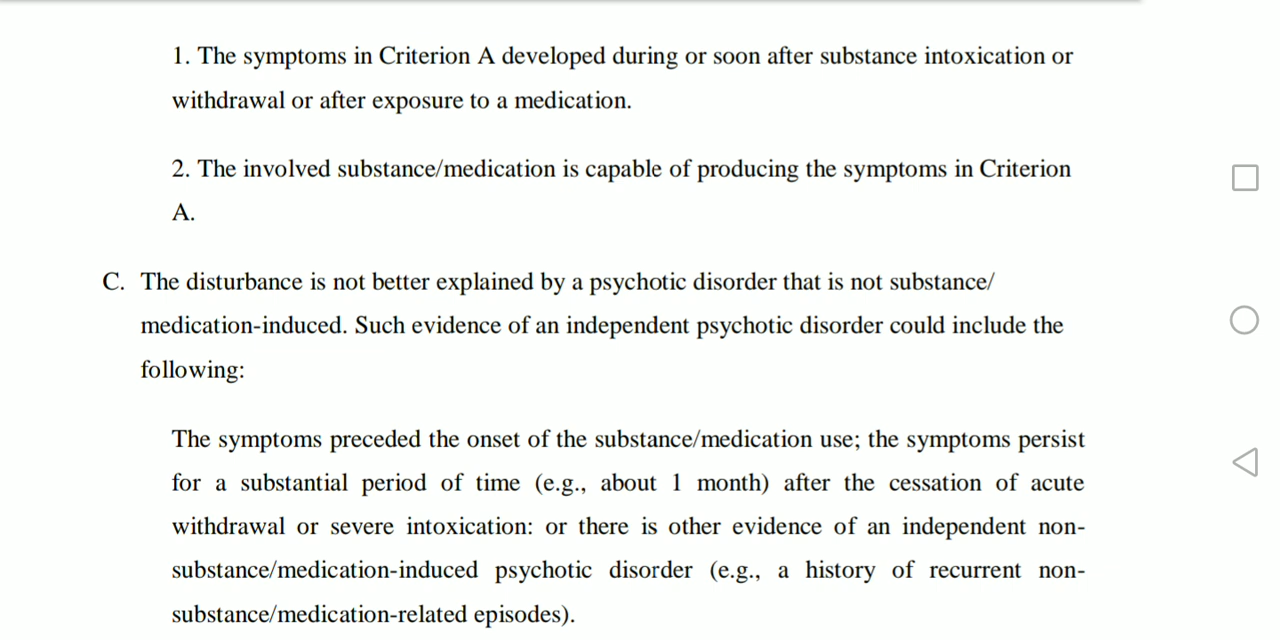 1. The symptoms in Criterion A developed during or soon after substance intoxication or
withdrawal or after exposure to a medication.
2. The involved substance/medication is capable of producing the symptoms in Criterion
A.
C. The disturbance is not better explained by a psychotic disorder that is not substance/
medication-induced. Such evidence of an independent psychotic disorder could include the
following:
The symptoms preceded the onset of the substance/medication use; the symptoms persist
for a substantial period of time (e.g., about 1 month) after the cessation of acute
withdrawal or severe intoxication: or there is other evidence of an independent non-
substance/medication-induced psychotic disorder (e.g., a history of recurrent non-
substance/medication-related episodes).